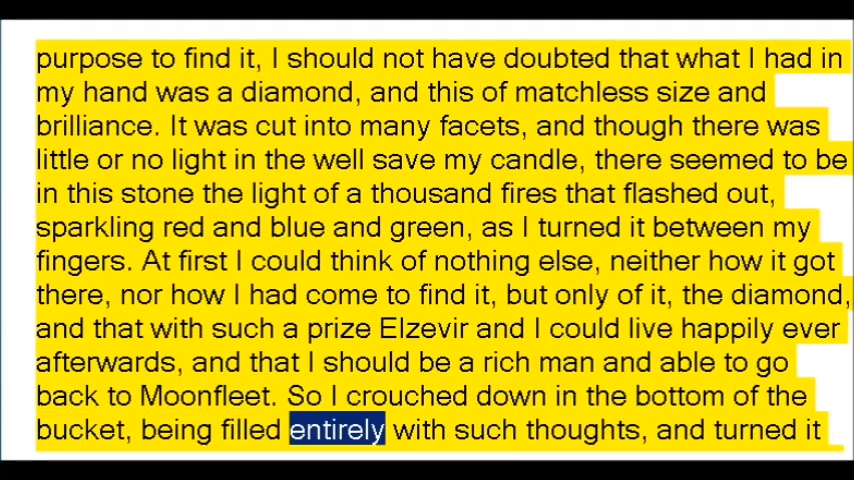 purpose to find it, I should not have doubted that what I had in
my hand was a diamond, and this of matchless size and
brilliance. It was cut into many facets, and though there was
little or no light in the well save my candle, there seemed to be
in this stone the light of a thousand fires that flashed out,
sparkling red and blue and green, as I turned it between my
fingers. At first I could think of nothing else, neither how it got
there, nor how I had come to find it, but only of it, the diamond,
and that with such a prize Elzevir and I could live happily ever
afterwards, and that I should be a rich man and able to go
back to Moonfleet. So I crouched down in the bottom of the
bucket, being filled entirely with such thoughts, and turned it